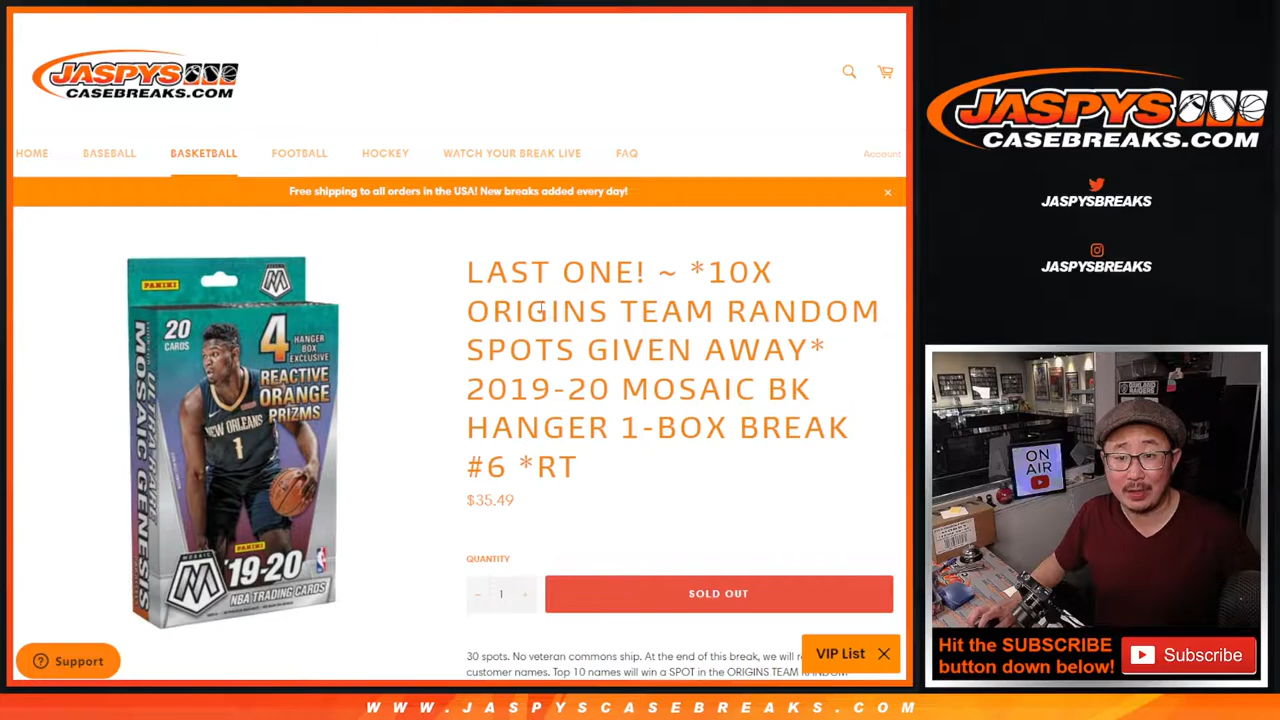 JASPYS
CASEBREAKS.COM
HOME BASEBALL BASKETBALL FOOTBALL HOCKEY WATCH YOUR BREAK LIVE FAQ Account
Free shipping to all orders in the USA! New breaks added every day! ×
PANINI
20
CARDS
4
HANGER
BOX
EXCLUSIVE
REACTIVE
ORANGE
PRIZMS
NEW ORLEANS
1
MOSAIC GENESIS
PANINI
MOSAIC
'19-20
NBA TRADING CARDS
LAST ONE! ~ *10X
ORIGINS TEAM RANDOM
SPOTS GIVEN AWAY*
2019-20 MOSAIC BK
HANGER 1-BOX BREAK
#6 *RT
$35.49
QUANTITY
− 1 +
SOLD OUT
30 spots. No veteran commons ship. At the end of this break, we will
customer names. Top 10 names will win a SPOT in the ORIGINS TEAM RANDOM
Support
VIP List
WWW.JASPYSCASEBREAKS.COM
JASPYS
CASEBREAKS.COM
JASPYSBREAKS
JASPYSBREAKS
ON
AIR
Hit the SUBSCRIBE
button down below!
Subscribe